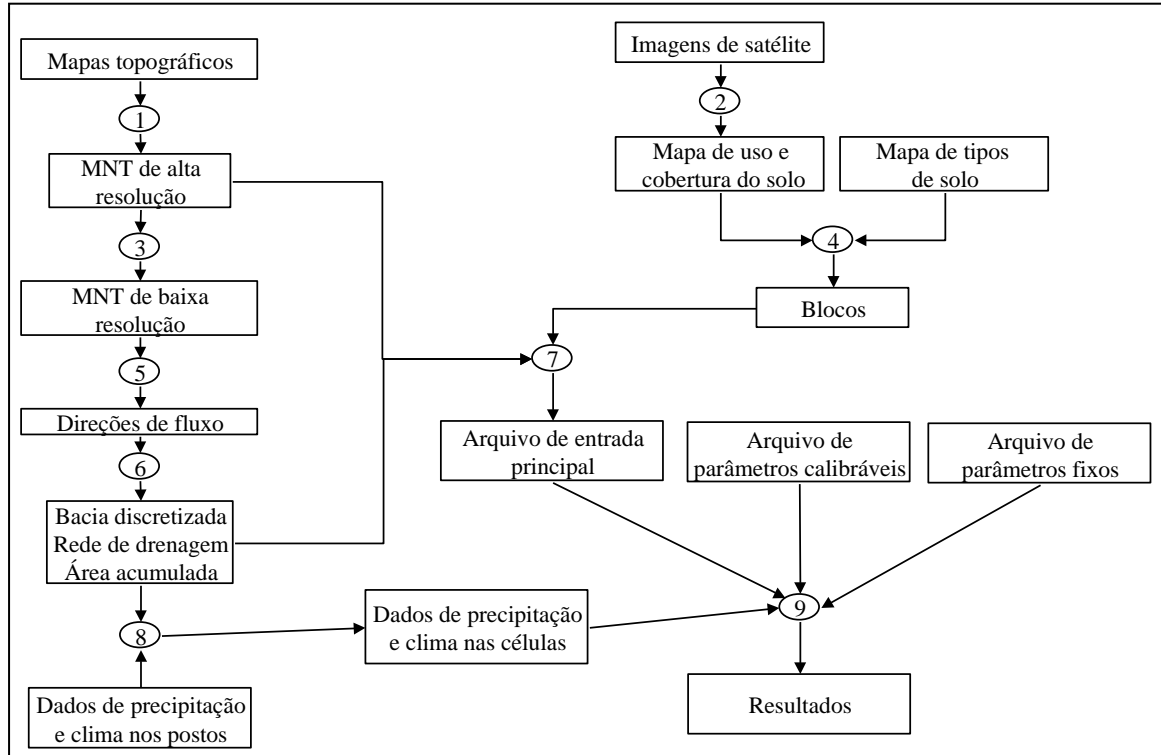 Mapas topográficos
1
MNT de alta
resolução
3
MNT de baixa
resolução
5
Direções de fluxo
6
Bacia discretizada
Rede de drenagem
Área acumulada
8
Dados de precipitação
e clima nos postos
Imagens de satélite
2
Mapa de uso e
cobertura do solo
Mapa de tipos
de solo
4
Blocos
7
Arquivo de entrada
principal
Arquivo de
parâmetros calibráveis
Arquivo de
parâmetros fixos
Dados de precipitação
e clima nas células
9
Resultados